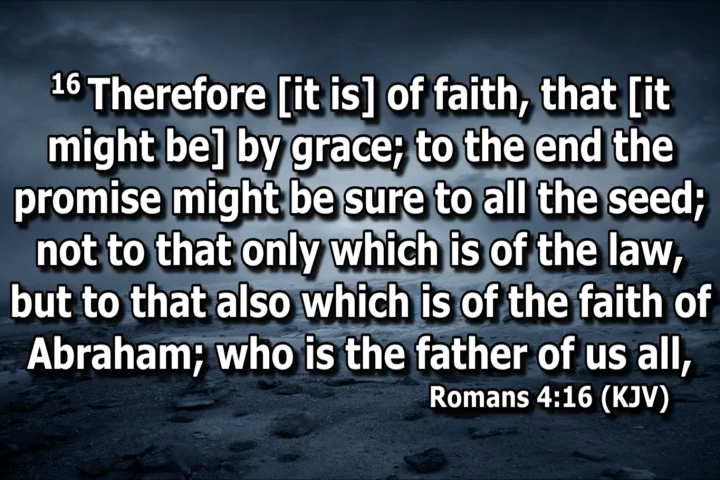 16 Therefore [it is] of faith, that [it
might be] by grace; to the end the
promise might be sure to all the seed;
not to that only which is of the law,
but to that also which is of the faith of
Abraham; who is the father of us all,
Romans 4:16 (KJV)